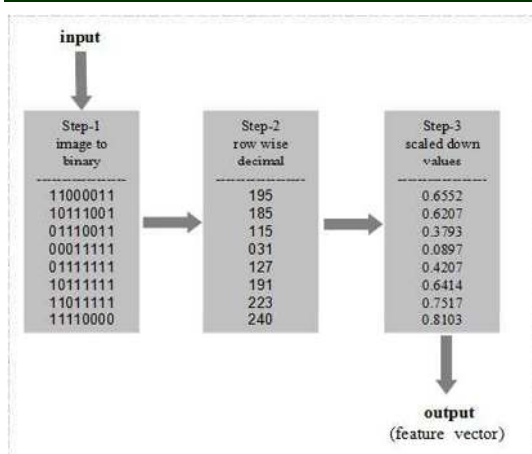 input
Step-1
image to
binary
-------------------
11000011
10111001
01110011
00011111
01111111
10111111
11011111
11110000
Step-2
row wise
decimal
-------------------
195
185
115
031
127
191
223
240
Step-3
scaled down
values
-------------------
0.6552
0.6207
0.3793
0.0897
0.4207
0.6414
0.7517
0.8103
output
(feature vector)